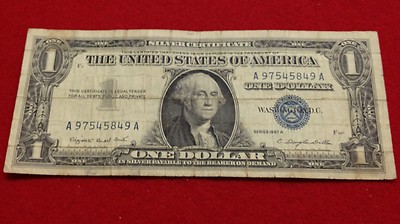 SILVER CERTIFICATE
THE UNITED STATES OF AMERICA
ONE
ONE
1
1
THIS CERTIFICATE IS LEGAL TENDER
FOR ALL DEBTS, PUBLIC AND PRIVATE
A 97545849 A
ONE DOLLAR
WASHINGTON, D.C.
A 97545849 A
SERIES 1957 A
1
1
ONE DOLLAR
IN SILVER PAYABLE TO THE BEARER ON DEMAND